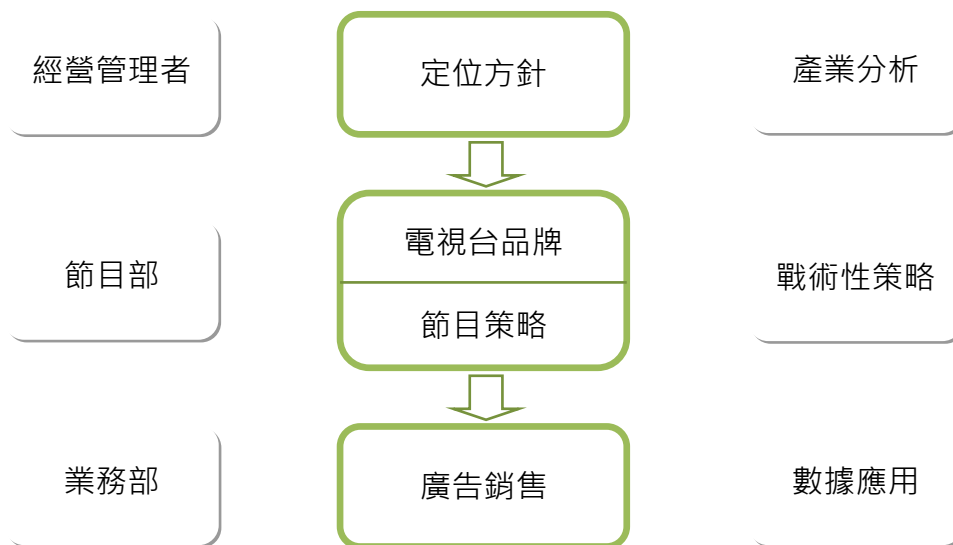 經營管理者
定位方針
產業分析
節目部
電視台品牌
節目策略
戰術性策略
業務部
廣告銷售
數據應用